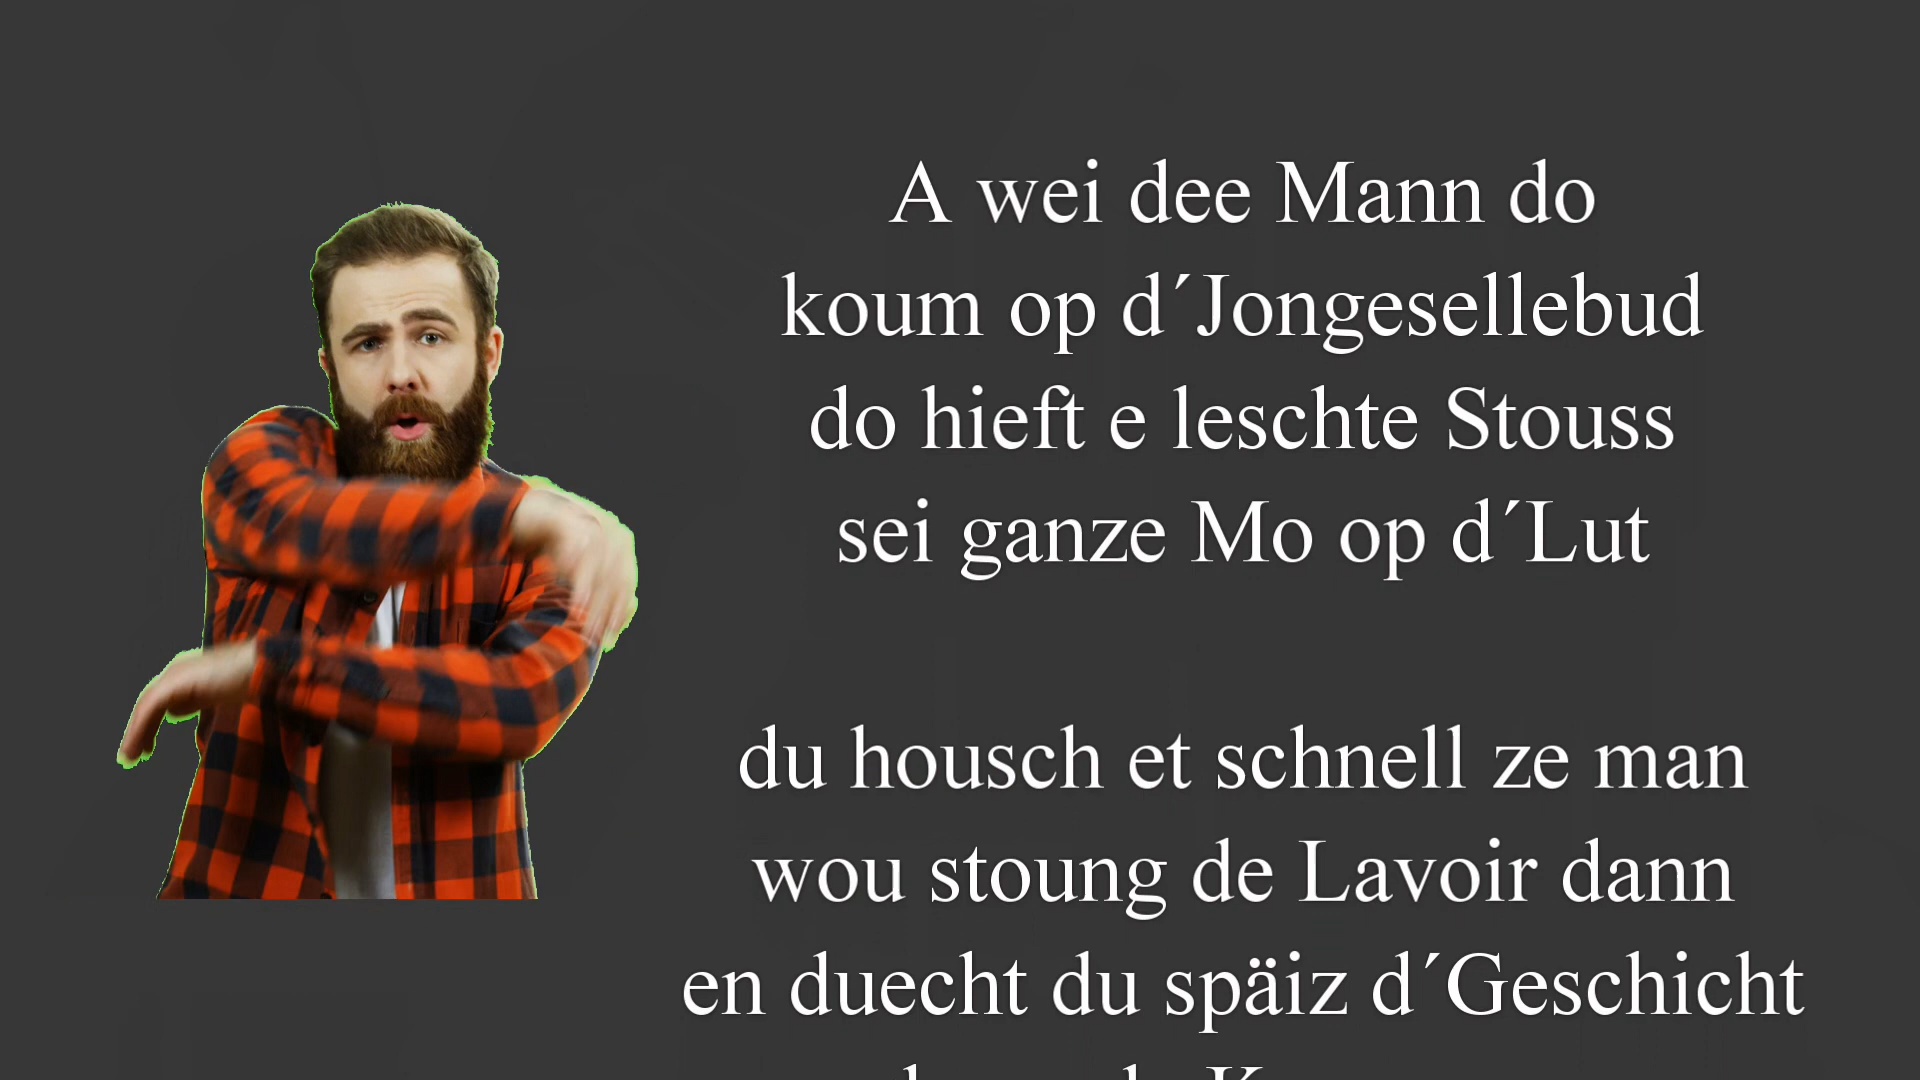 A wei dee Mann do
koum op d´Jongesellebud
do hieft e leschte Stouss
sei ganze Mo op d´Lut
du housch et schnell ze man
wou stoung de Lavoir dann
en duecht du späiz d´Geschicht